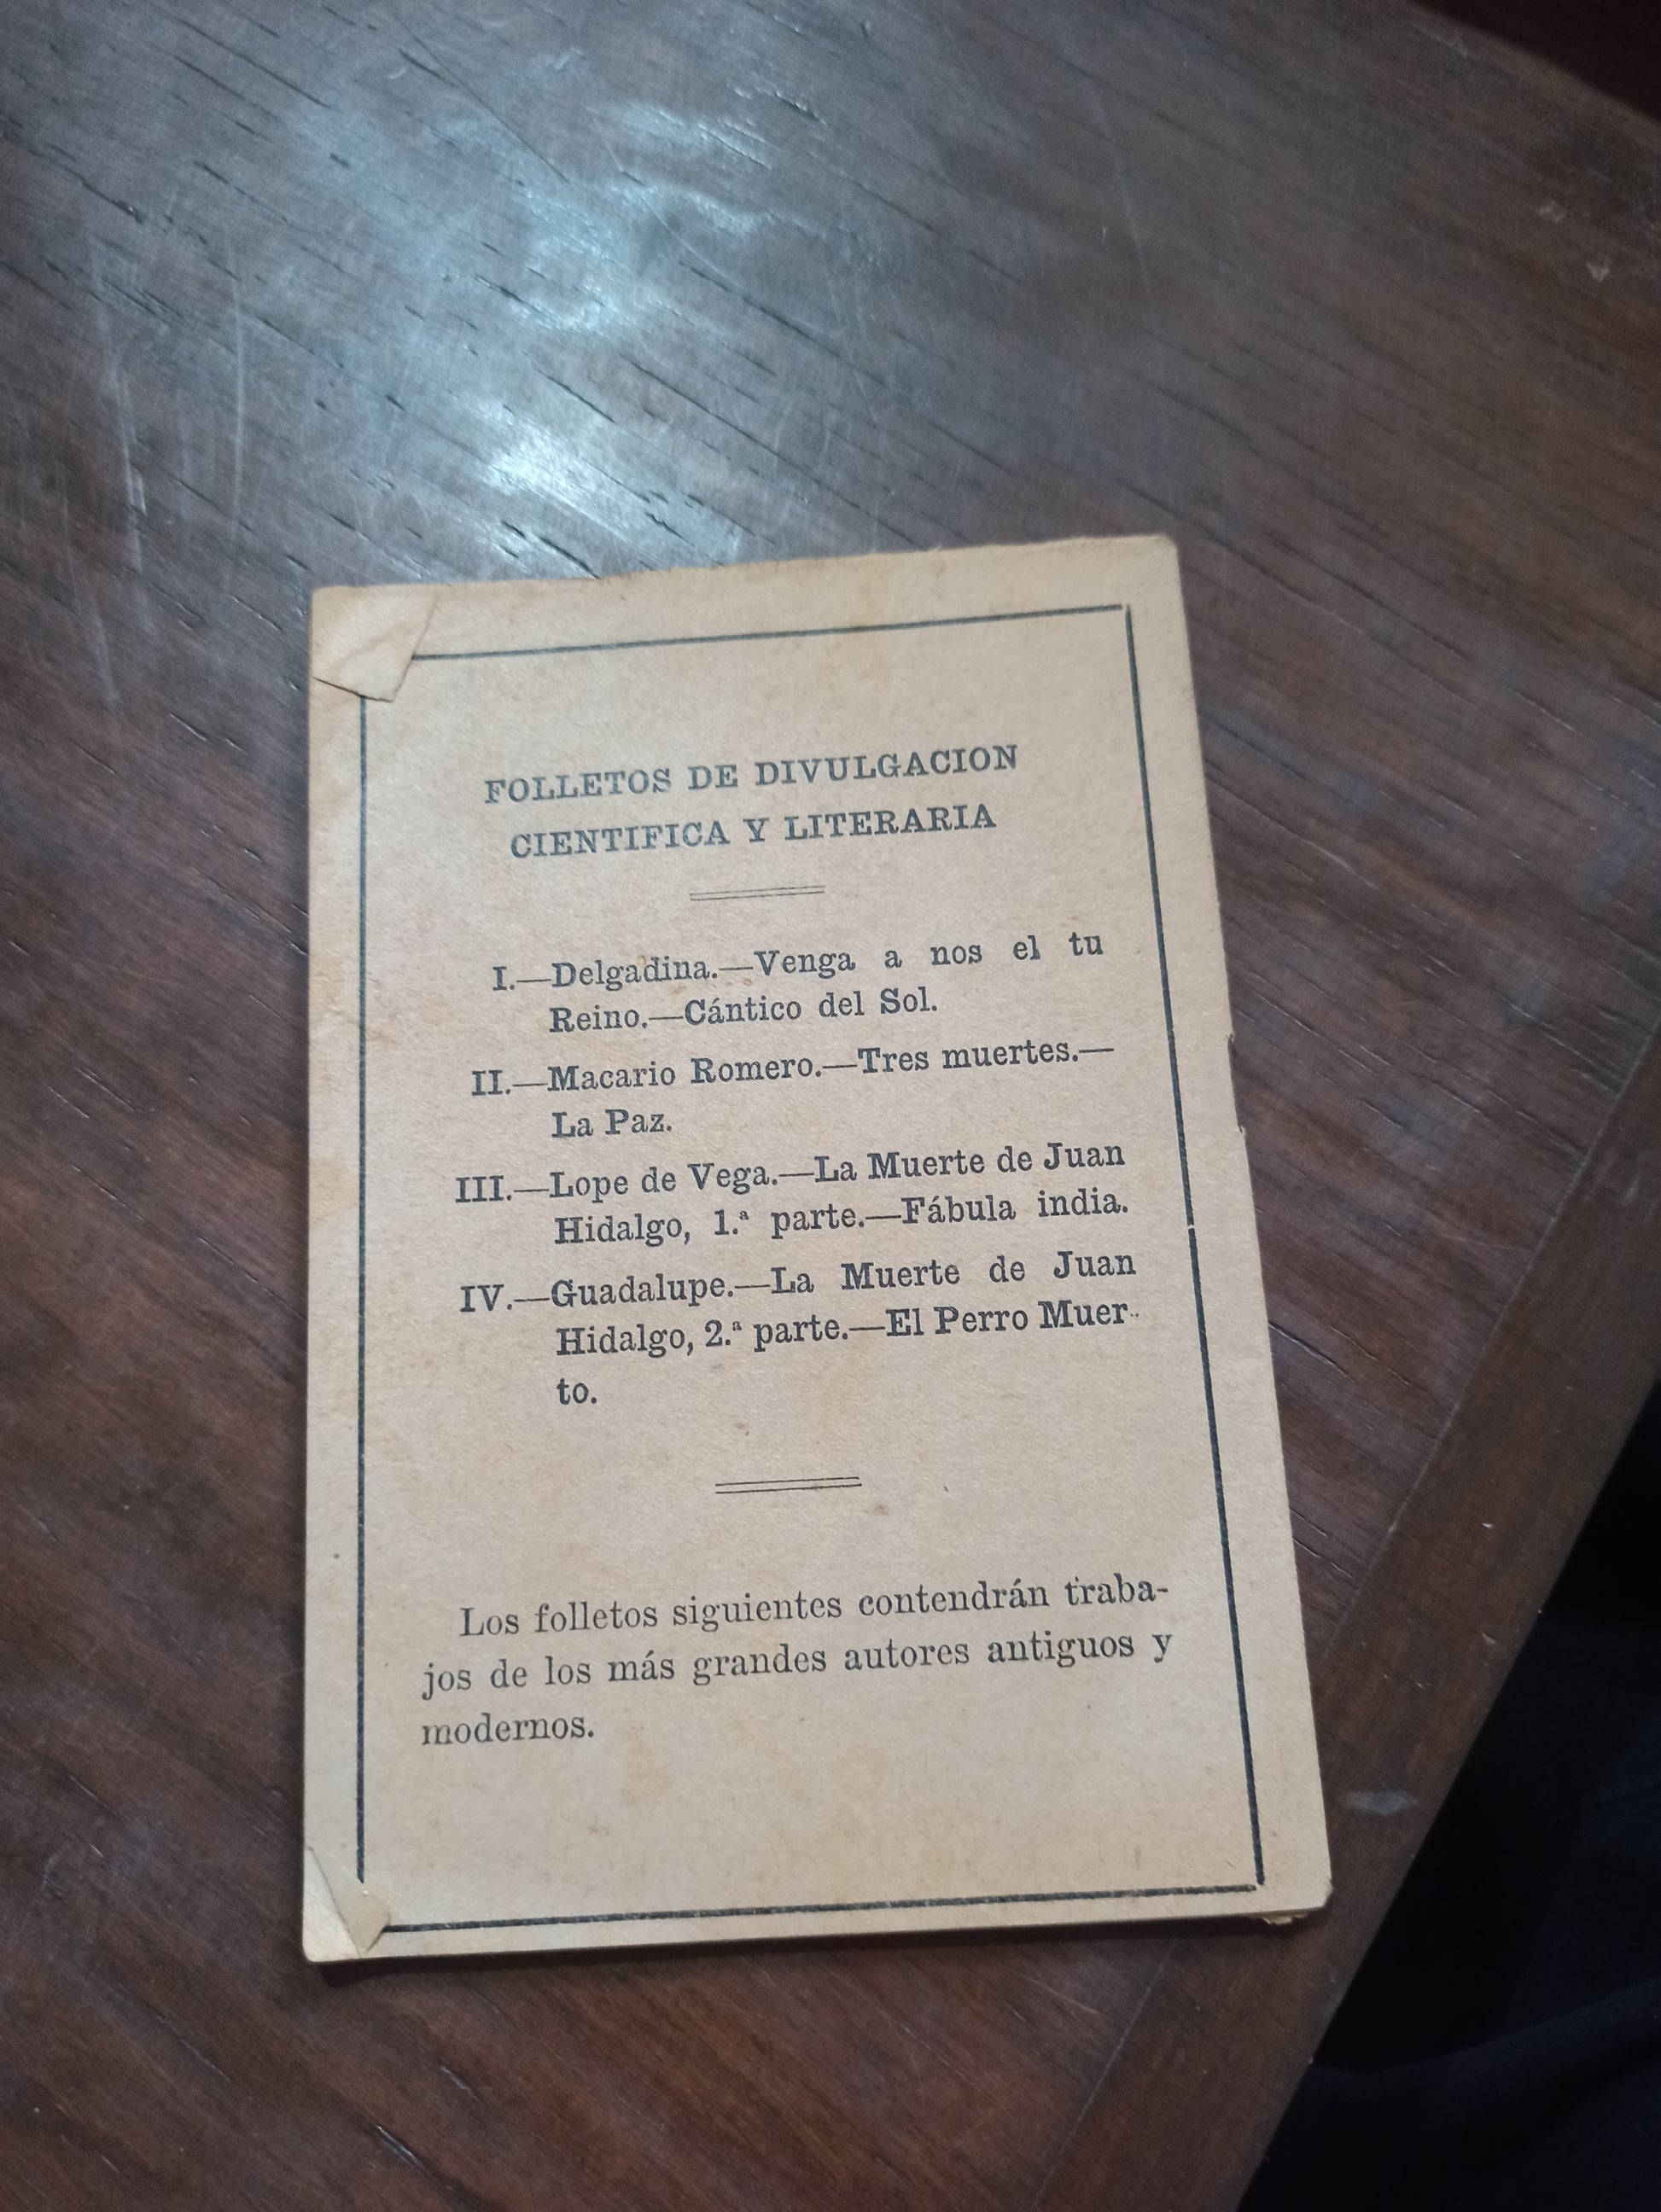 FOLLETOS DE DIVULGACION
CIENTIFICA Y LITERARIA
I.—Delgadina.—Venga a nos el tu
Reino.—Cántico del Sol.
II.—Macario Romero.—Tres muertes.—
La Paz.
III.—Lope de Vega.—La Muerte de Juan
Hidalgo, 1.ª parte.—Fábula india.
IV.—Guadalupe.—La Muerte de Juan
Hidalgo, 2.ª parte.—El Perro Muer-
to.
Los folletos siguientes contendrán traba-
jos de los más grandes autores antiguos y
modernos.